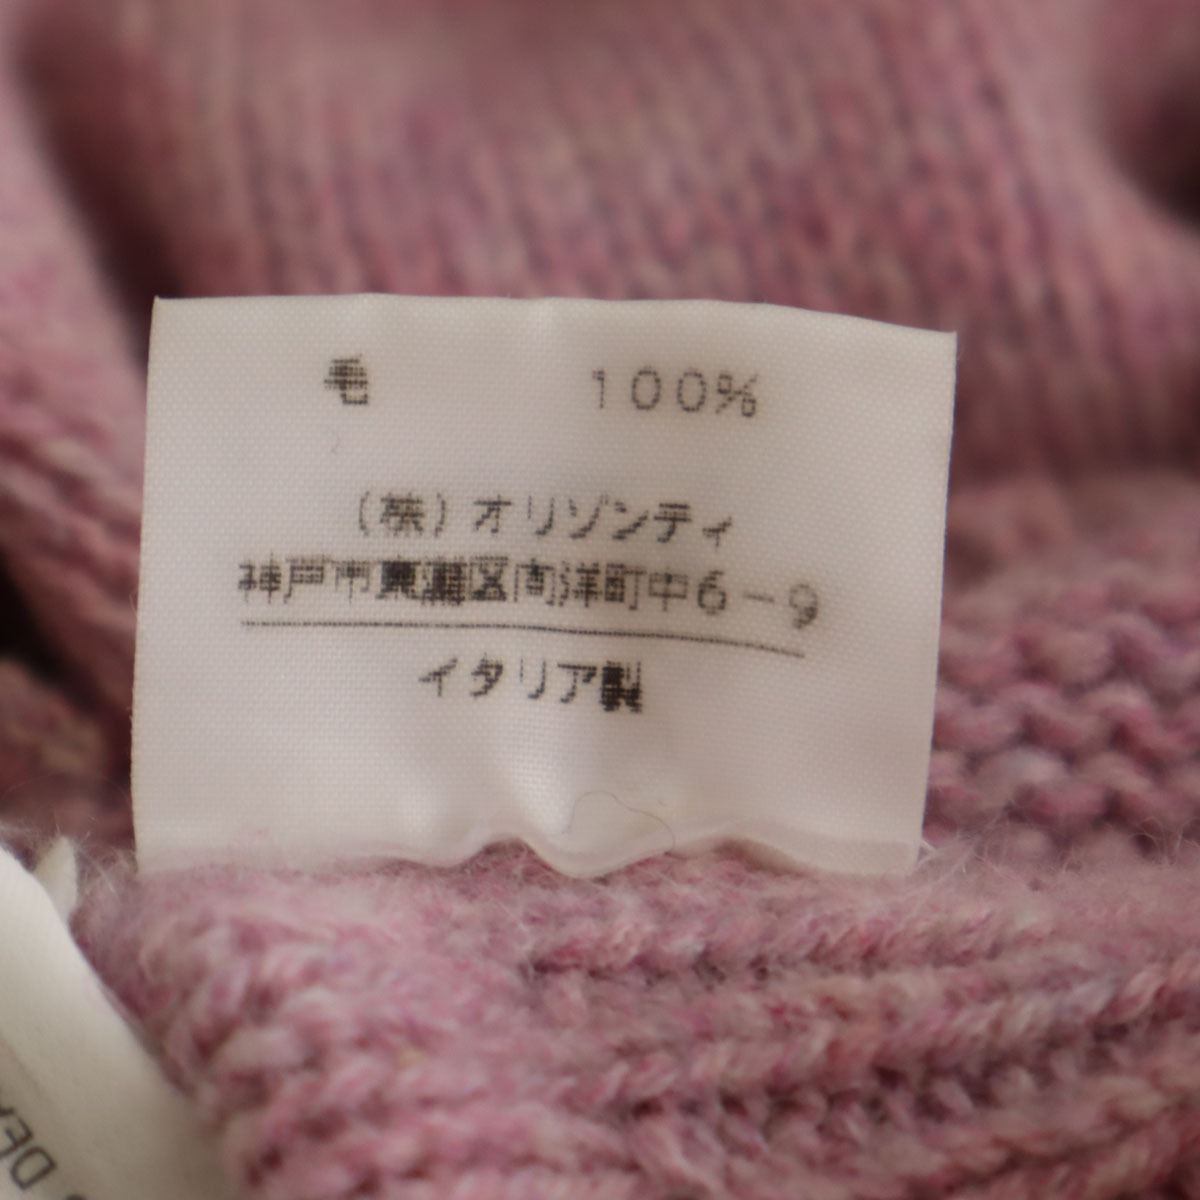 毛 100%
(株)オリゾンティ
神戸市東灘区向洋町中6-9
イタリア製